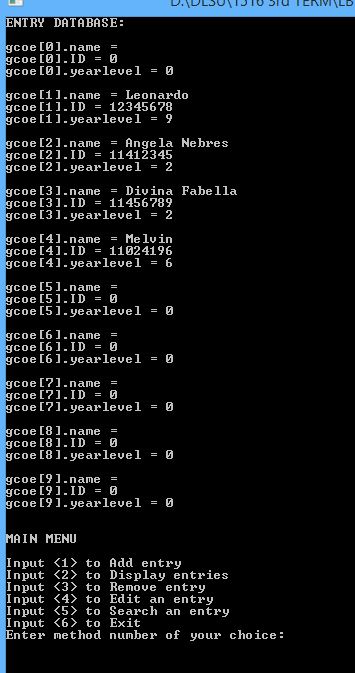 D:\DLSU\1516 3rd TERM\LB
ENTRY DATABASE:
gcoe[0].name =
gcoe[0].ID = 0
gcoe[0].yearlevel = 0
gcoe[1].name = Leonardo
gcoe[1].ID = 12345678
gcoe[1].yearlevel = 9
gcoe[2].name = Angela Nebres
gcoe[2].ID = 11412345
gcoe[2].yearlevel = 2
gcoe[3].name = Divina Fabella
gcoe[3].ID = 11456789
gcoe[3].yearlevel = 2
gcoe[4].name = Melvin
gcoe[4].ID = 11024196
gcoe[4].yearlevel = 6
gcoe[5].name =
gcoe[5].ID = 0
gcoe[5].yearlevel = 0
gcoe[6].name =
gcoe[6].ID = 0
gcoe[6].yearlevel = 0
gcoe[7].name =
gcoe[7].ID = 0
gcoe[7].yearlevel = 0
gcoe[8].name =
gcoe[8].ID = 0
gcoe[8].yearlevel = 0
gcoe[9].name =
gcoe[9].ID = 0
gcoe[9].yearlevel = 0
MAIN MENU
Input <1> to Add entry
Input <2> to Display entries
Input <3> to Remove entry
Input <4> to Edit an entry
Input <5> to Search an entry
Input <6> to Exit
Enter method number of your choice: